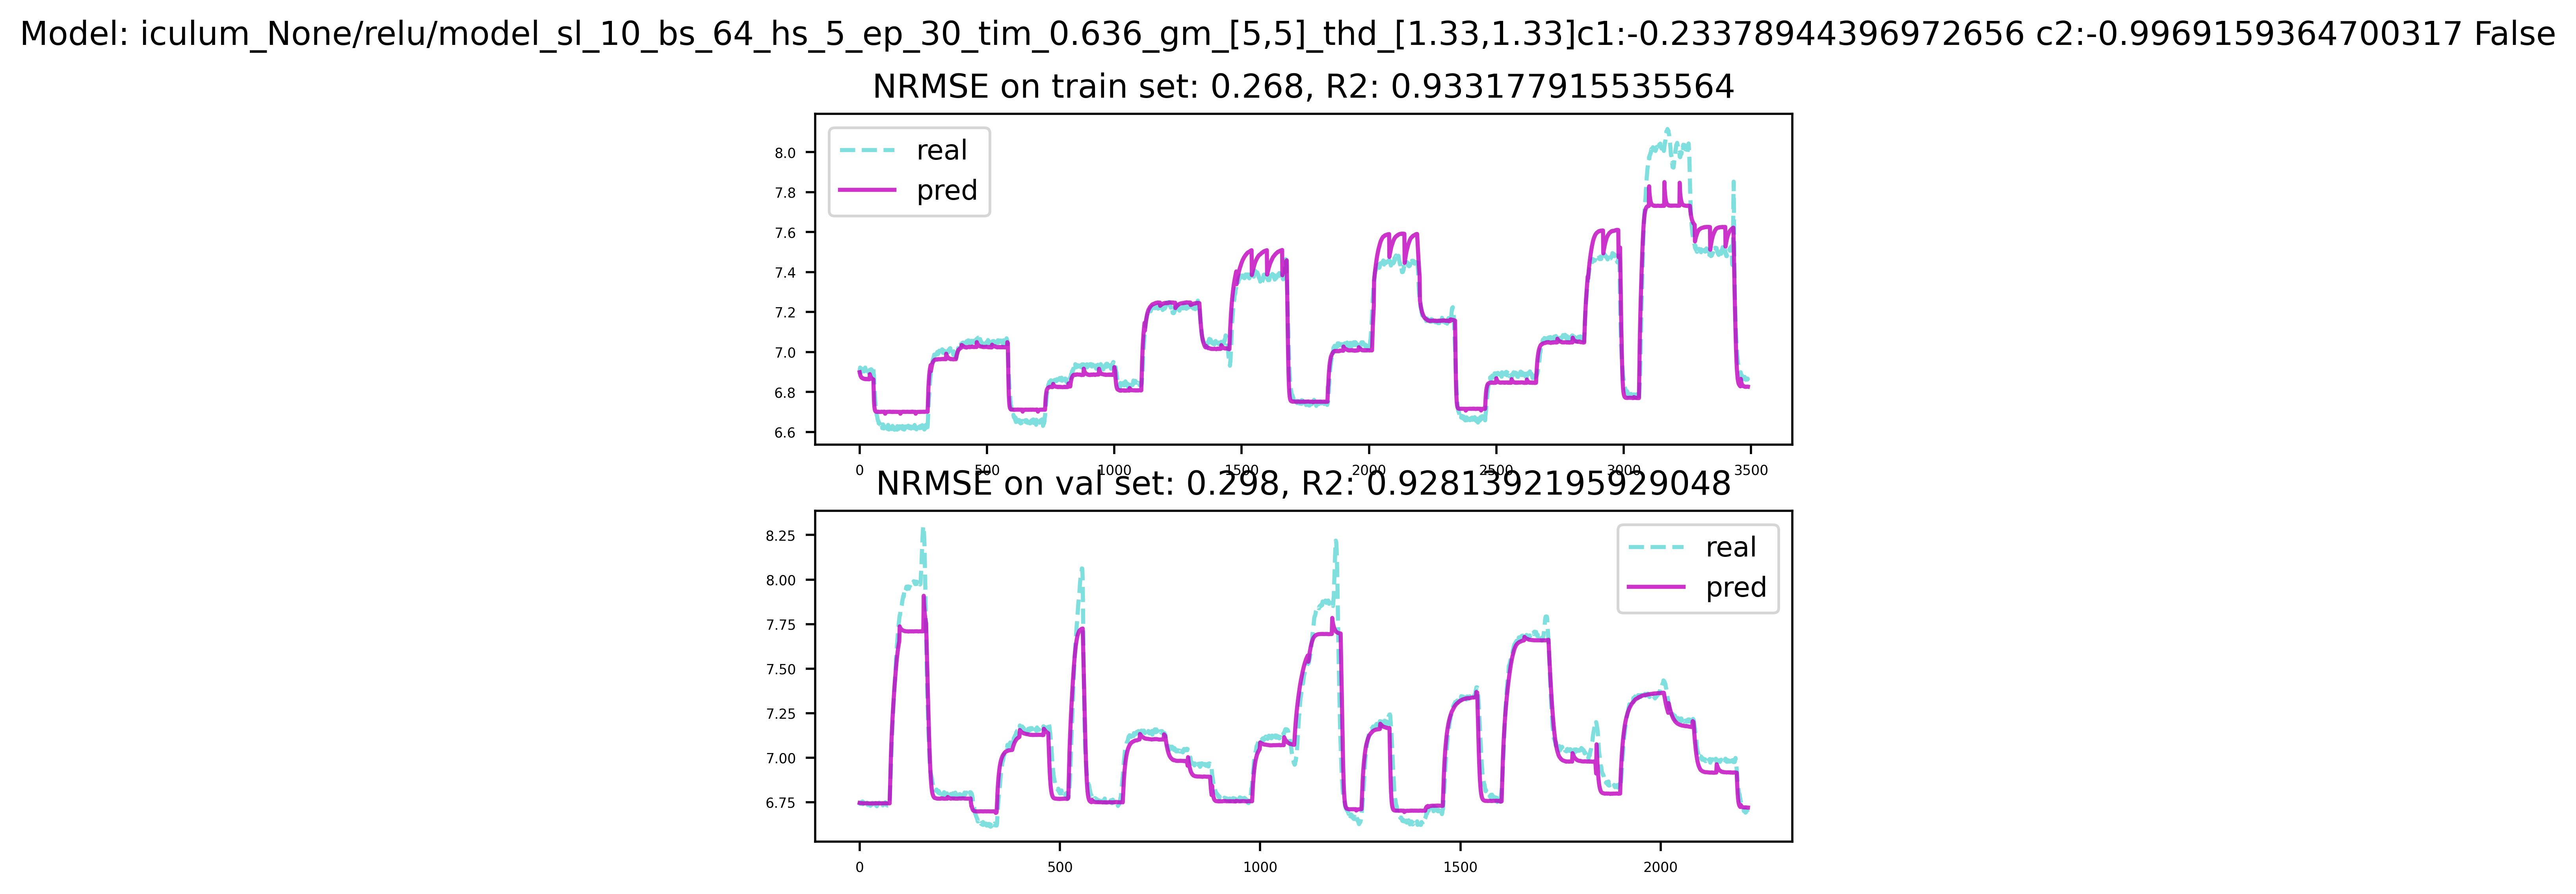 Model: iculum_None/relu/model_sl_10_bs_64_hs_5_ep_30_tim_0.636_gm_[5,5]_thd_[1.33,1.33]c1:-0.23378944396972656 c2:-0.9969159364700317 False
NRMSE on train set: 0.268, R2: 0.933177915535564
real
pred
8.0
7.8
7.6
7.4
7.2
7.0
6.8
6.6
0 500 1000 1500 2000 2500 3000 3500
NRMSE on val set: 0.298, R2: 0.9281392195929048
real
pred
8.25
8.00
7.75
7.50
7.25
7.00
6.75
0 500 1000 1500 2000